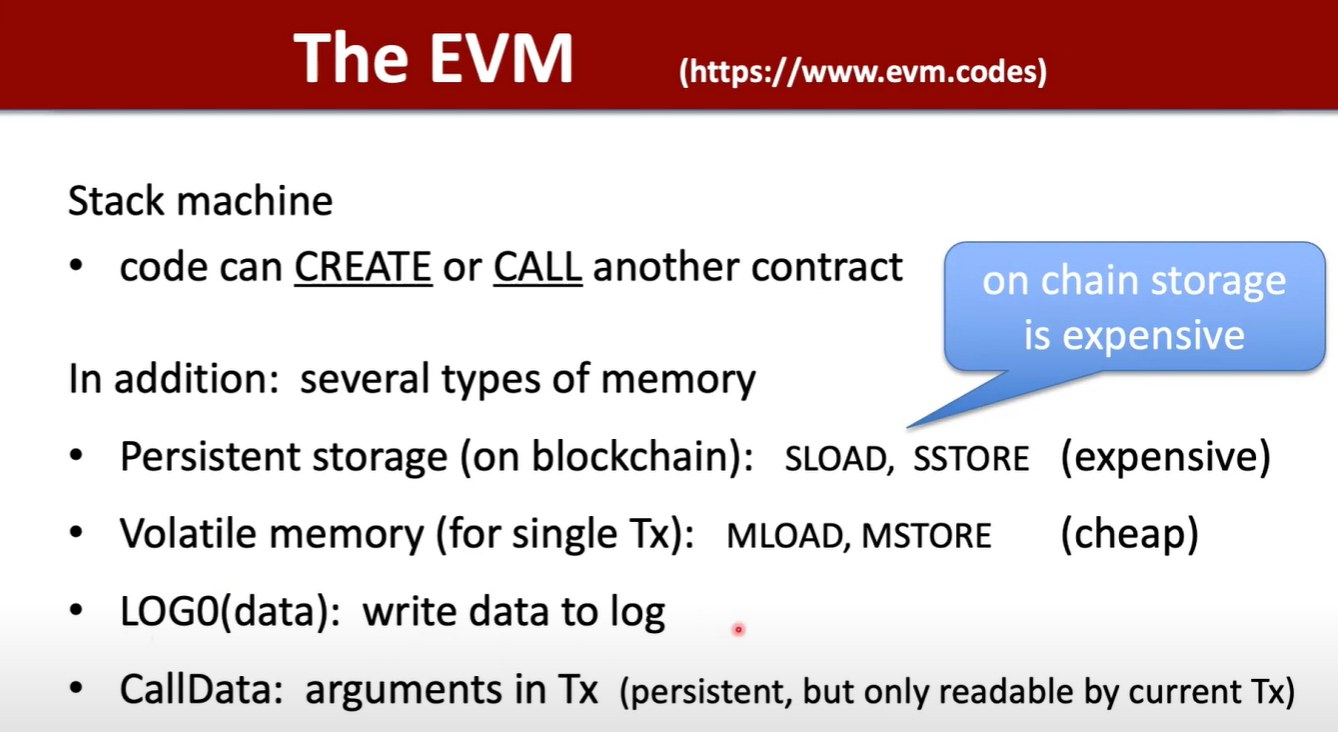 The EVM (https://www.evm.codes)
Stack machine
• code can CREATE or CALL another contract
on chain storage
is expensive
In addition: several types of memory
• Persistent storage (on blockchain): SLOAD, SSTORE (expensive)
• Volatile memory (for single Tx): MLOAD, MSTORE (cheap)
• LOG0(data): write data to log
• CallData: arguments in Tx (persistent, but only readable by current Tx)